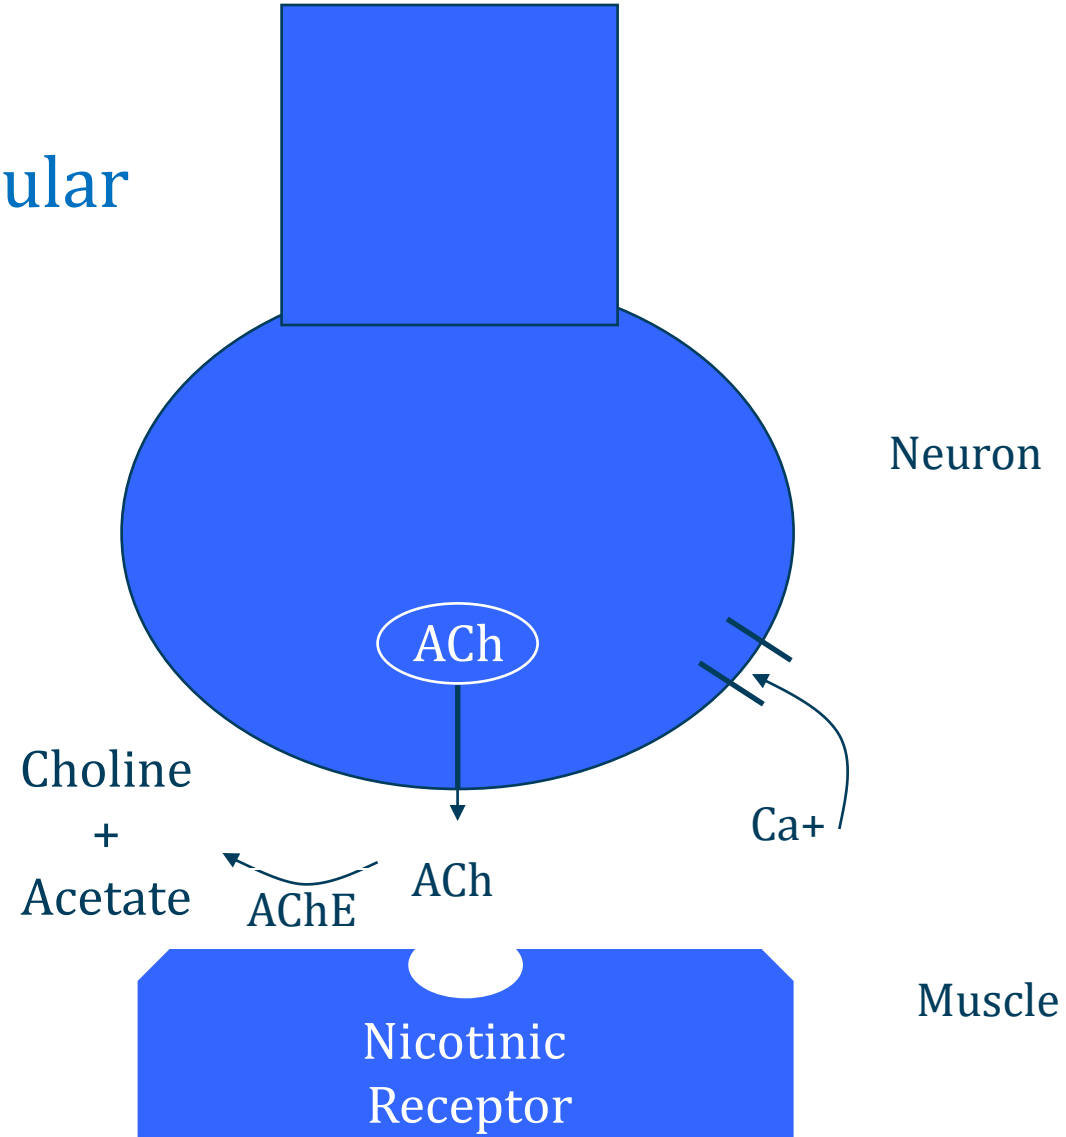 ular
Neuron
ACh
Choline
+
Acetate
Ca+
ACh
AChE
Muscle
Nicotinic
Receptor